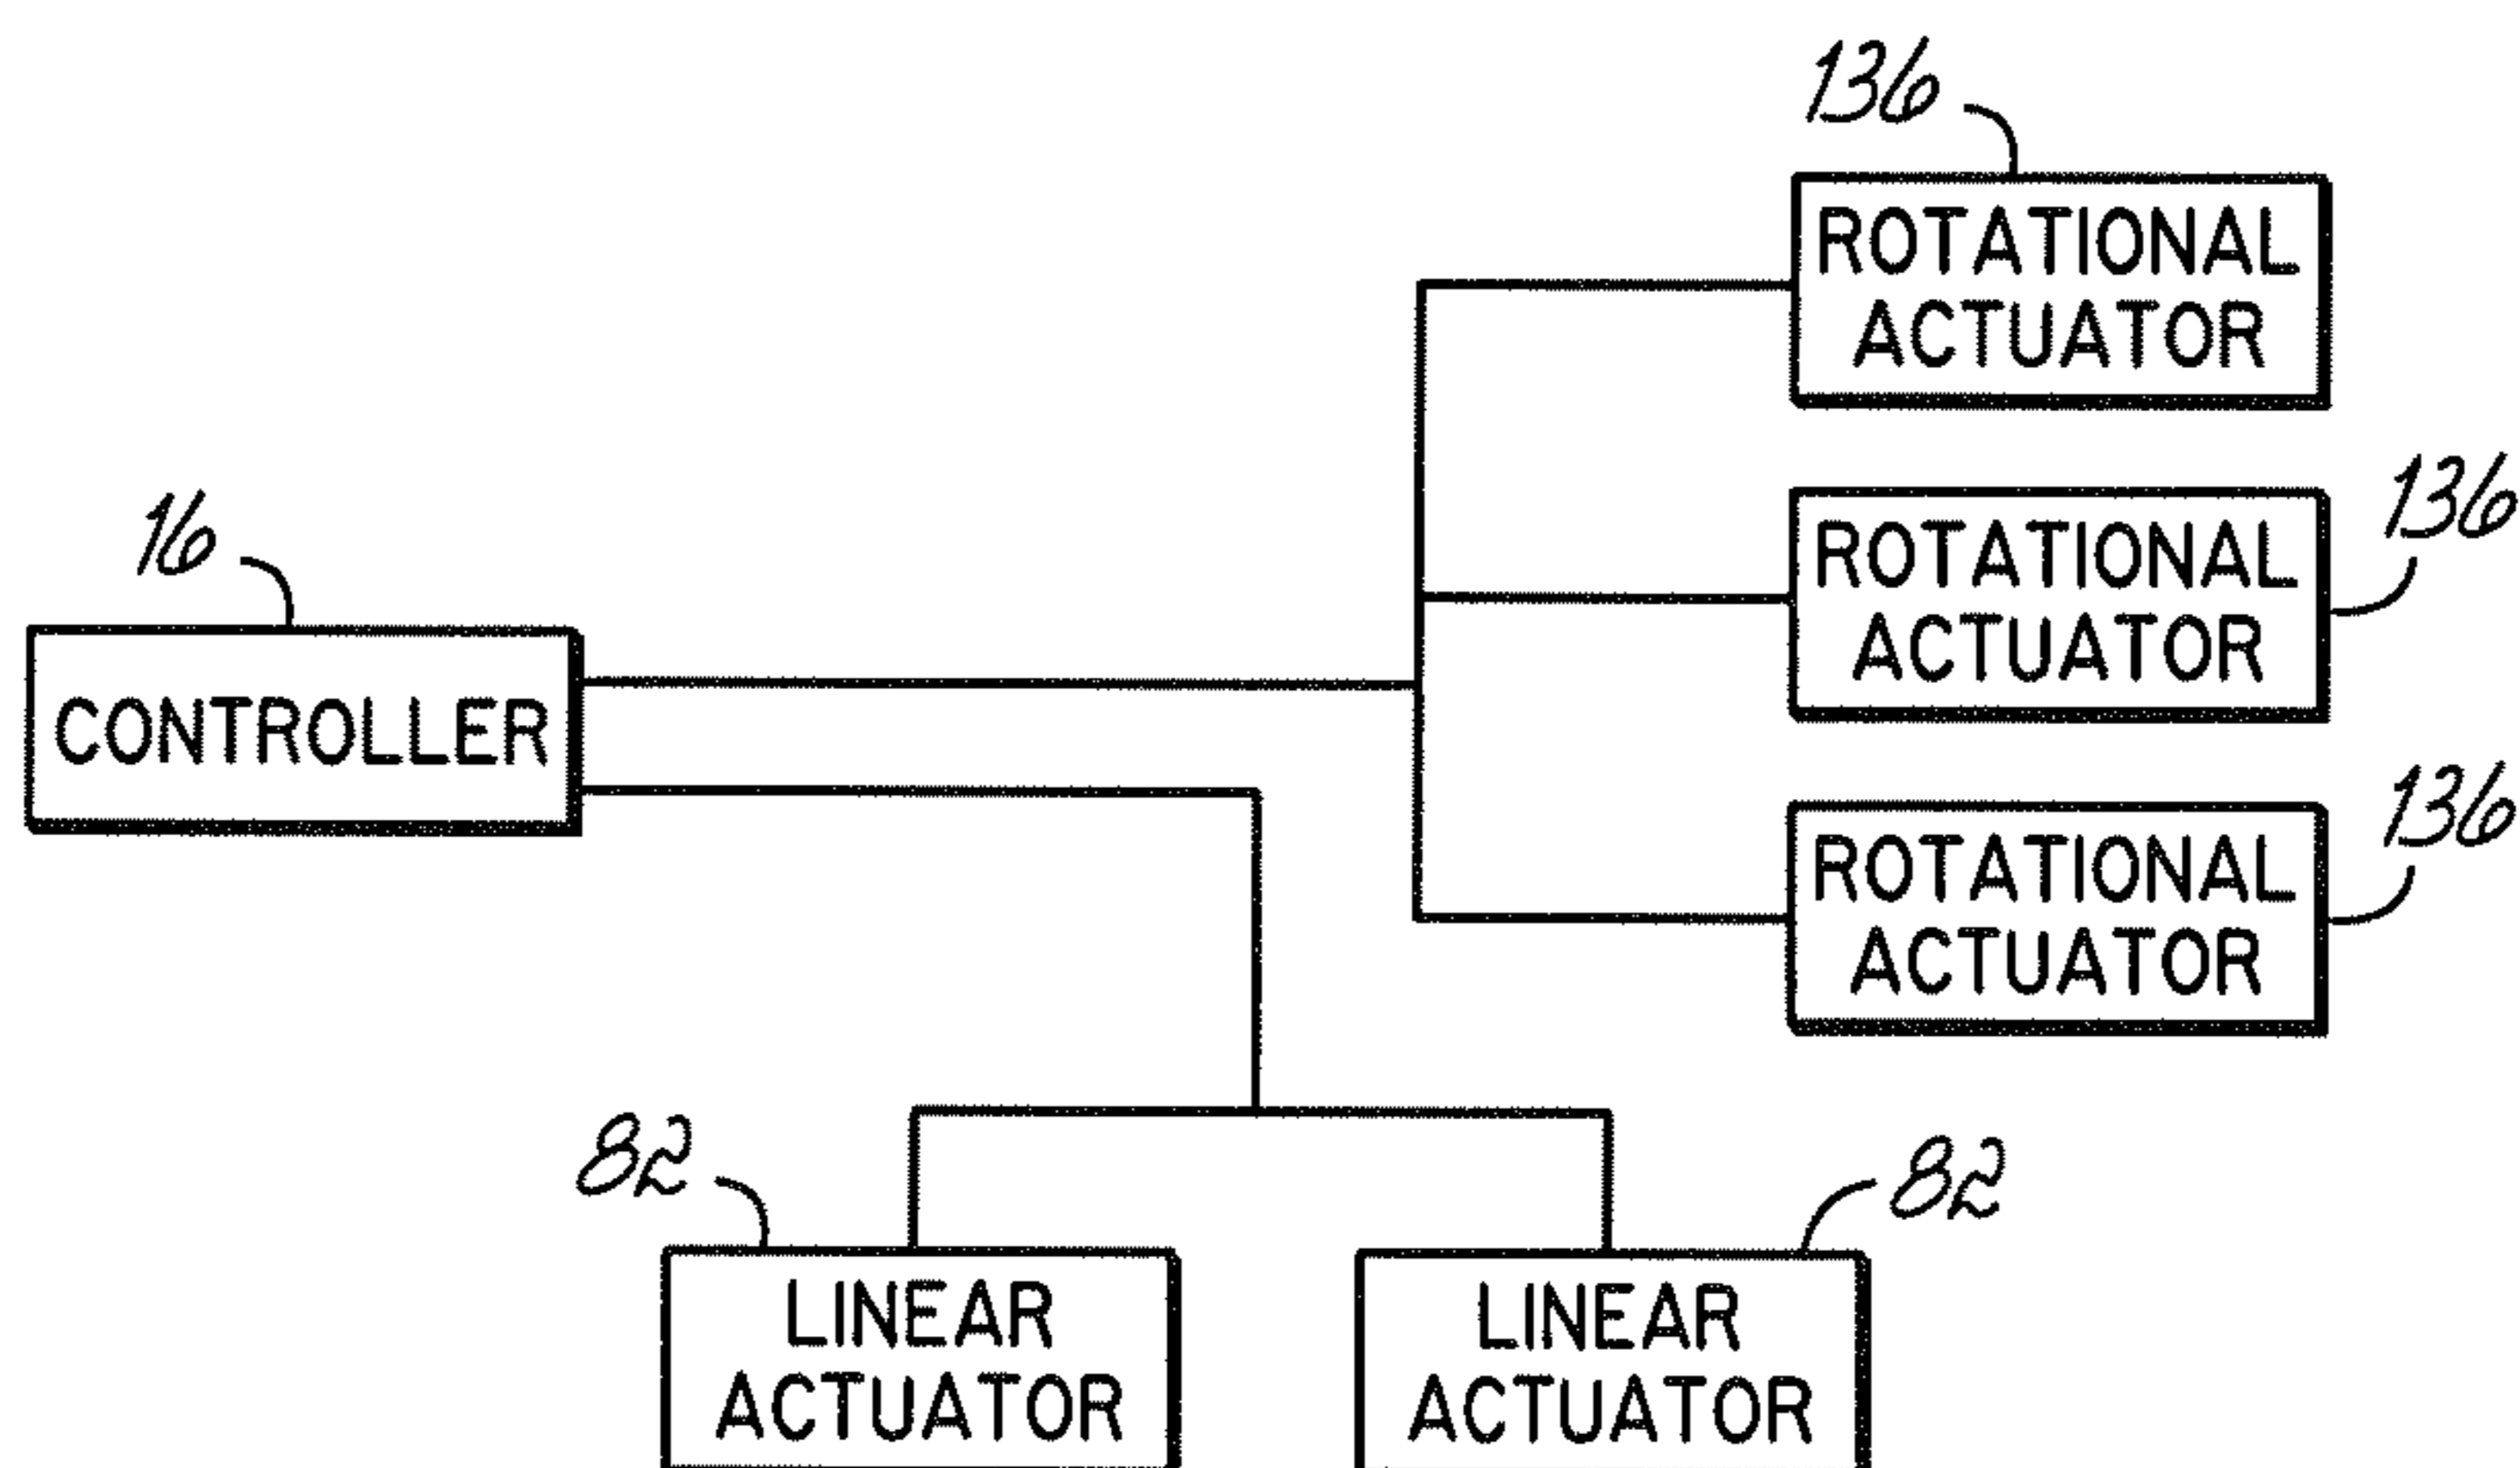 136
ROTATIONAL
ACTUATOR
136
ROTATIONAL
ACTUATOR
16
CONTROLLER
136
ROTATIONAL
ACTUATOR
82
LINEAR
ACTUATOR
82
LINEAR
ACTUATOR